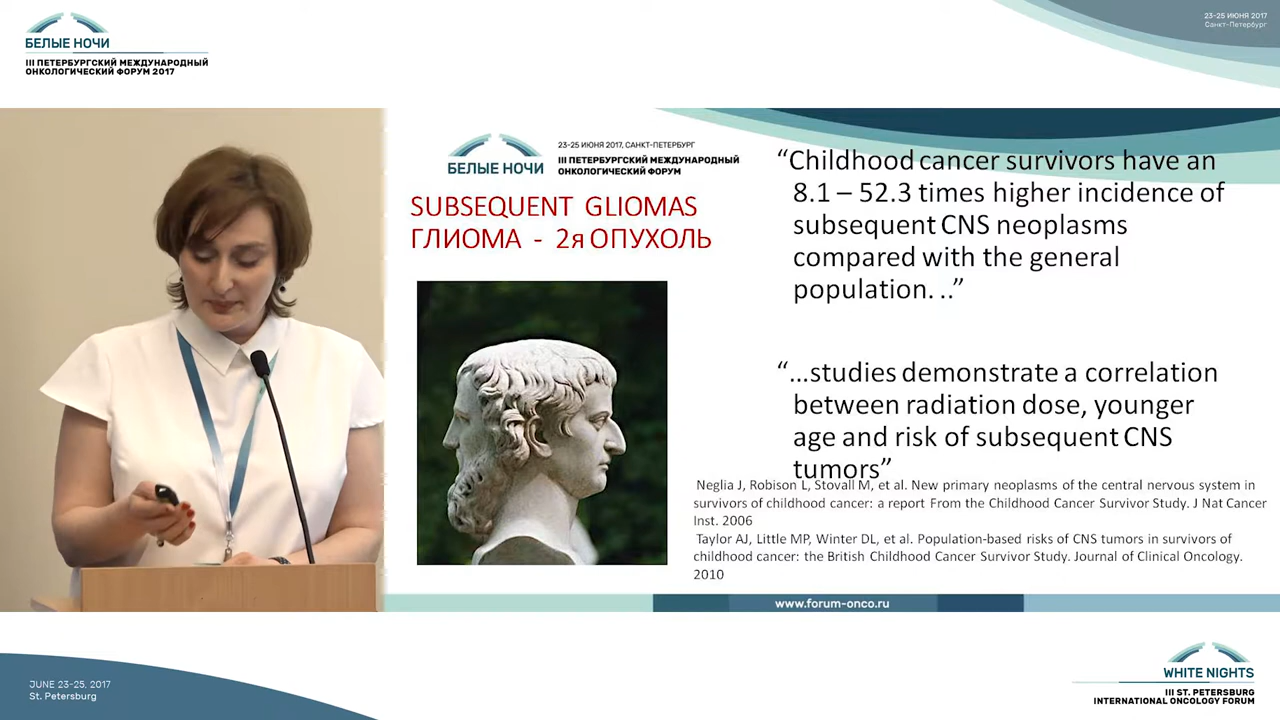 БЕЛЫЕ НОЧИ
III ПЕТЕРБУРГСКИЙ МЕЖДУНАРОДНЫЙ
ОНКОЛОГИЧЕСКИЙ ФОРУМ 2017
23-25 ИЮНЯ 2017
Санкт-Петербург
БЕЛЫЕ НОЧИ
23-25 ИЮНЯ 2017, САНКТ-ПЕТЕРБУРГ
III ПЕТЕРБУРГСКИЙ МЕЖДУНАРОДНЫЙ
ОНКОЛОГИЧЕСКИЙ ФОРУМ
SUBSEQUENT GLIOMAS
ГЛИОМА - 2я ОПУХОЛЬ
“Childhood cancer survivors have an
8.1 – 52.3 times higher incidence of
subsequent CNS neoplasms
compared with the general
population. ..”
“…studies demonstrate a correlation
between radiation dose, younger
age and risk of subsequent CNS
tumors”
Neglia J, Robison L, Stovall M, et al. New primary neoplasms of the central nervous system in
survivors of childhood cancer: a report From the Childhood Cancer Survivor Study. J Nat Cancer
Inst. 2006
Taylor AJ, Little MP, Winter DL, et al. Population-based risks of CNS tumors in survivors of
childhood cancer: the British Childhood Cancer Survivor Study. Journal of Clinical Oncology.
2010
www.forum-onco.ru
JUNE 23-25, 2017
St. Petersburg
WHITE NIGHTS
III ST. PETERSBURG
INTERNATIONAL ONCOLOGY FORUM